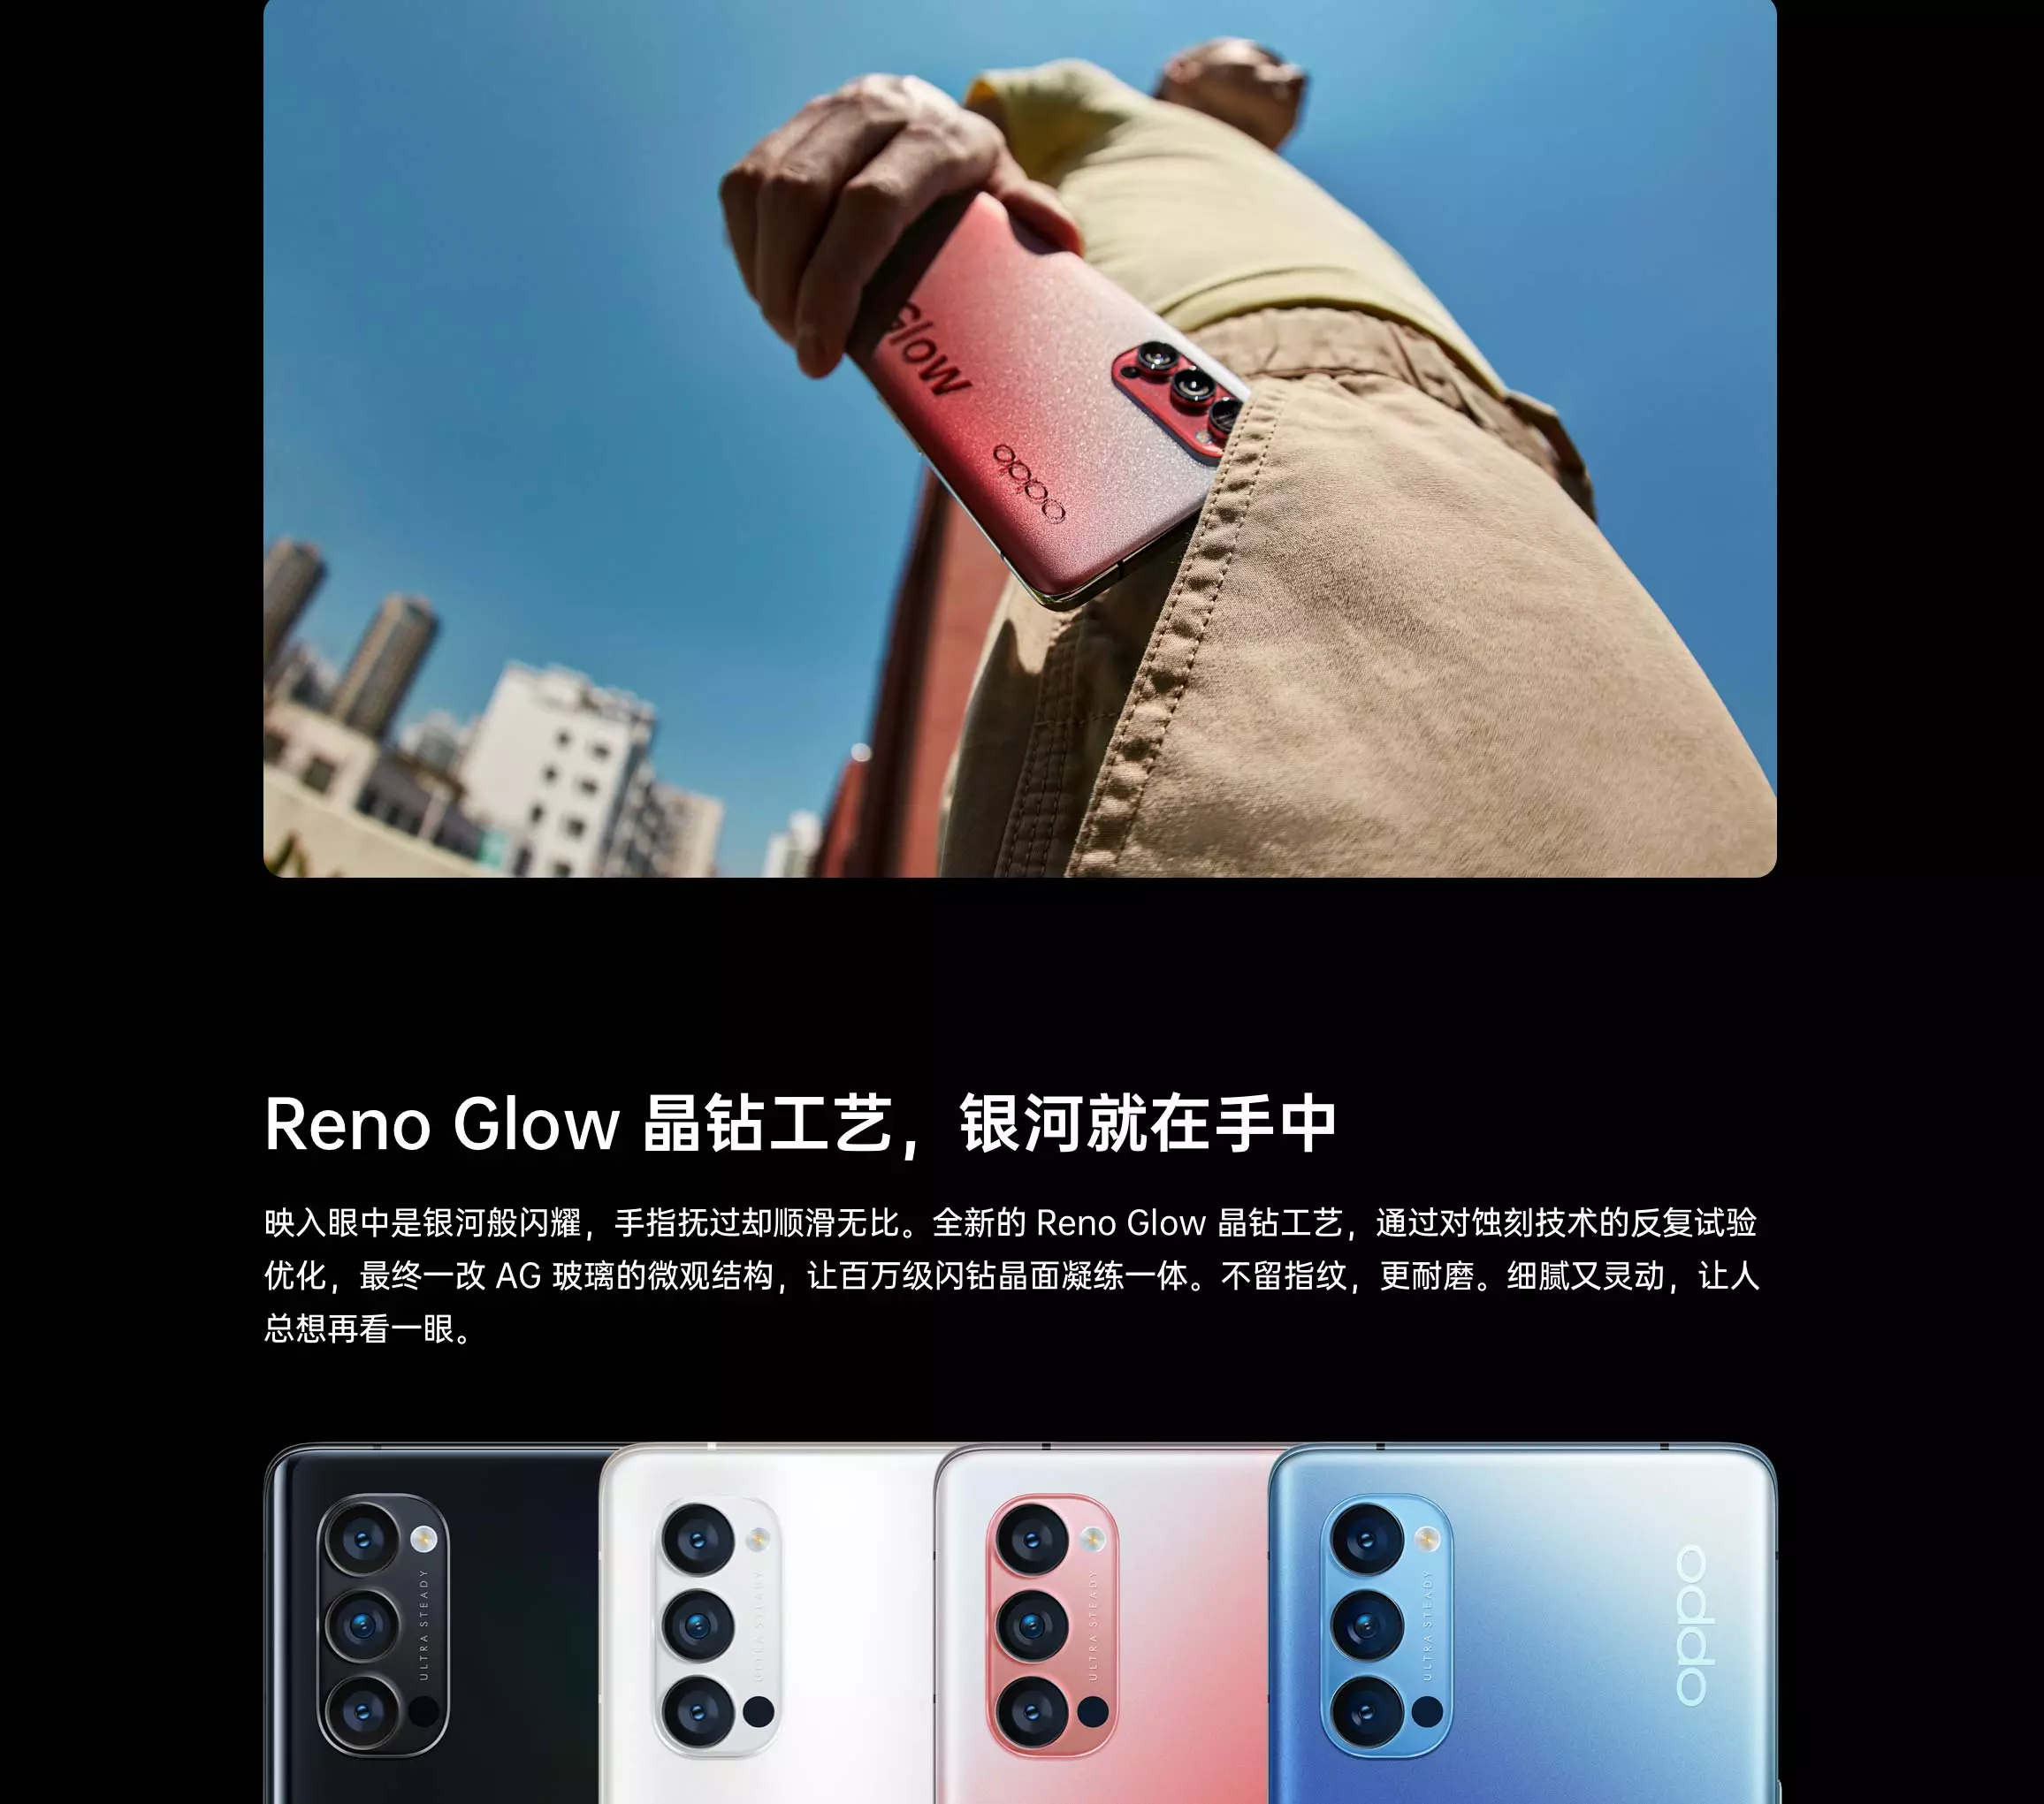 Glow
oppo
Reno Glow 晶钻工艺，银河就在手中
映入眼中是银河般闪耀，手指抚过却顺滑无比。全新的 Reno Glow 晶钻工艺，通过对蚀刻技术的反复试验
优化，最终一改 AG 玻璃的微观结构，让百万级闪钻晶面凝练一体。不留指纹，更耐磨。细腻又灵动，让人
总想再看一眼。
ULTRA STEADY
ULTRA STEADY
ULTRA STEADY
ULTRA STEADY
oppo